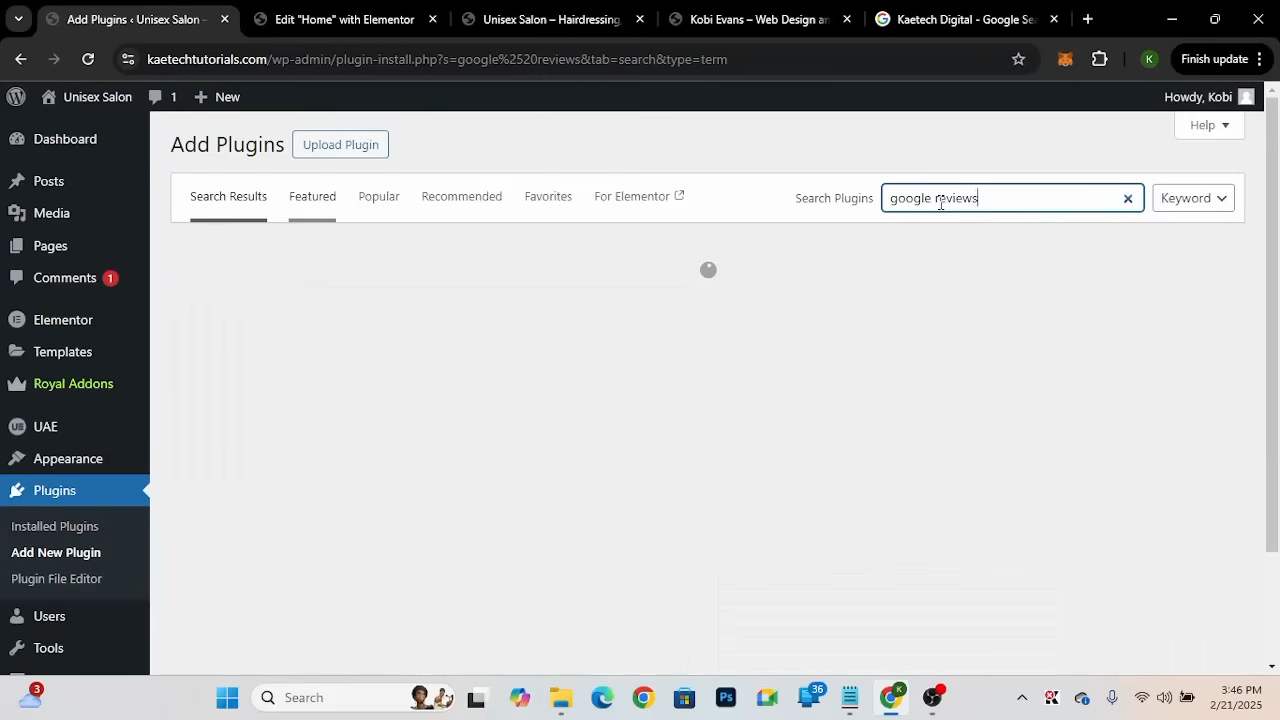 Add Plugins ‹ Unisex Salon –
Edit "Home" with Elementor
Unisex Salon – Hairdressing,
Kobi Evans – Web Design an
Kaetech Digital - Google Se
kaetechtutorials.com/wp-admin/plugin-install.php?s=google%2520reviews&tab=search&type=term
K
Finish update
Unisex Salon
1
New
Howdy, Kobi
Dashboard
Posts
Media
Pages
Comments 1
Elementor
Templates
Royal Addons
UAE
Appearance
Plugins
Installed Plugins
Add New Plugin
Plugin File Editor
Users
Tools
Help
Add Plugins
Upload Plugin
Search Results
Featured
Popular
Recommended
Favorites
For Elementor
Search Plugins
google reviews
Keyword
3
Search
Ps
36
K
3:46 PM
2/21/2025